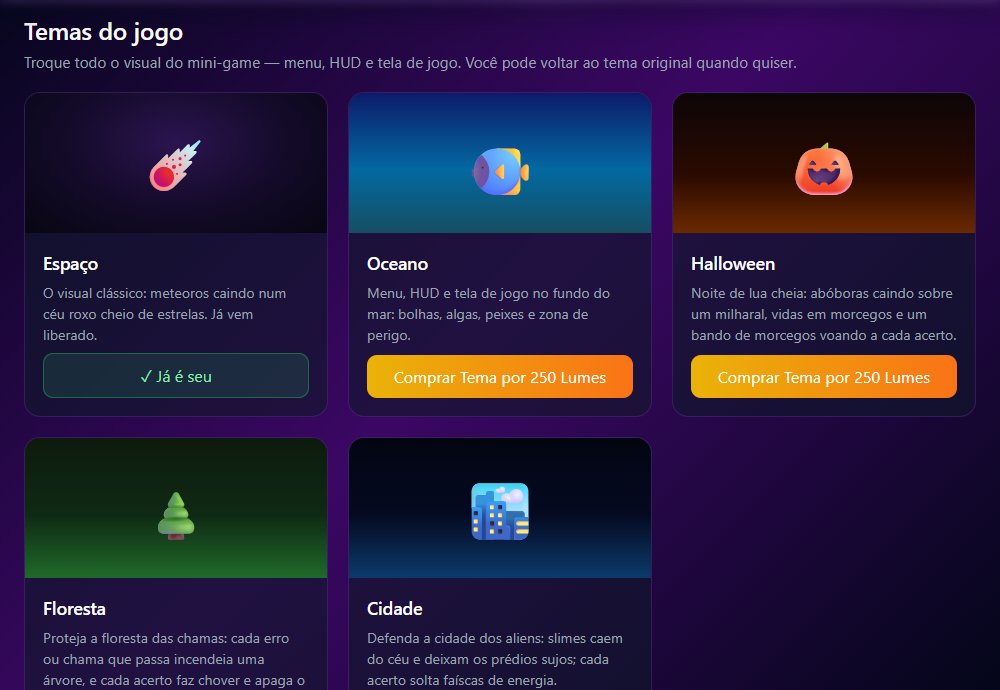 Temas do jogo
Troque todo o visual do mini-game — menu, HUD e tela de jogo. Você pode voltar ao tema original quando quiser.
Espaço
O visual clássico: meteoros caindo num
céu roxo cheio de estrelas. Já vem
liberado.
✓ Já é seu
Oceano
Menu, HUD e tela de jogo no fundo do
mar: bolhas, algas, peixes e zona de
perigo.
Comprar Tema por 250 Lumes
Halloween
Noite de lua cheia: abóboras caindo sobre
um milharal, vidas em morcegos e um
bando de morcegos voando a cada acerto.
Comprar Tema por 250 Lumes
Floresta
Proteja a floresta das chamas: cada erro
ou chama que passa incendeia uma
árvore, e cada acerto faz chover e apaga o
Cidade
Defenda a cidade dos aliens: slimes caem
do céu e deixam os prédios sujos; cada
acerto solta faíscas de energia.